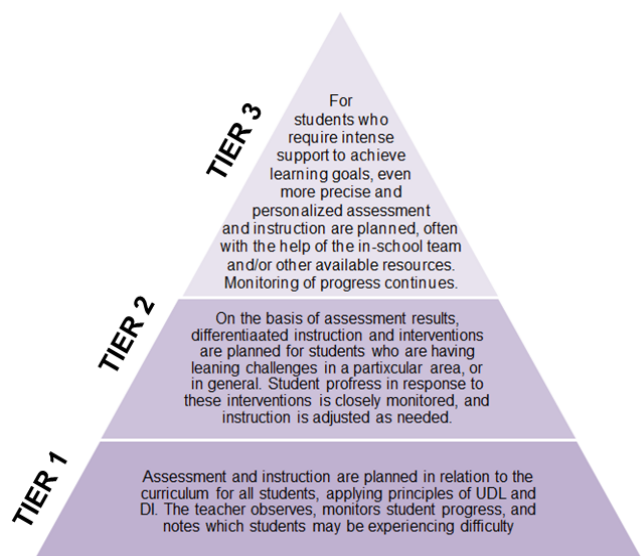 TIER 3
For
students who
require intense
support to achieve
learning goals, even
more precise and
personalized assessment
and instruction are planned, often
with the help of the in-school team
and/or other available resources.
Monitoring of progress continues.
TIER 2
On the basis of assessment results,
differentiaated instruction and interventions
are planned for students who are having
leaning challenges in a partixcular area, or
in general. Student profress in response to
these interventions is closely monitored, and
instruction is adjusted as needed.
TIER 1
Assessment and instruction are planned in relation to the
curriculum for all students, applying principles of UDL and
DI. The teacher observes, monitors student progress, and
notes which students may be experiencing difficulty